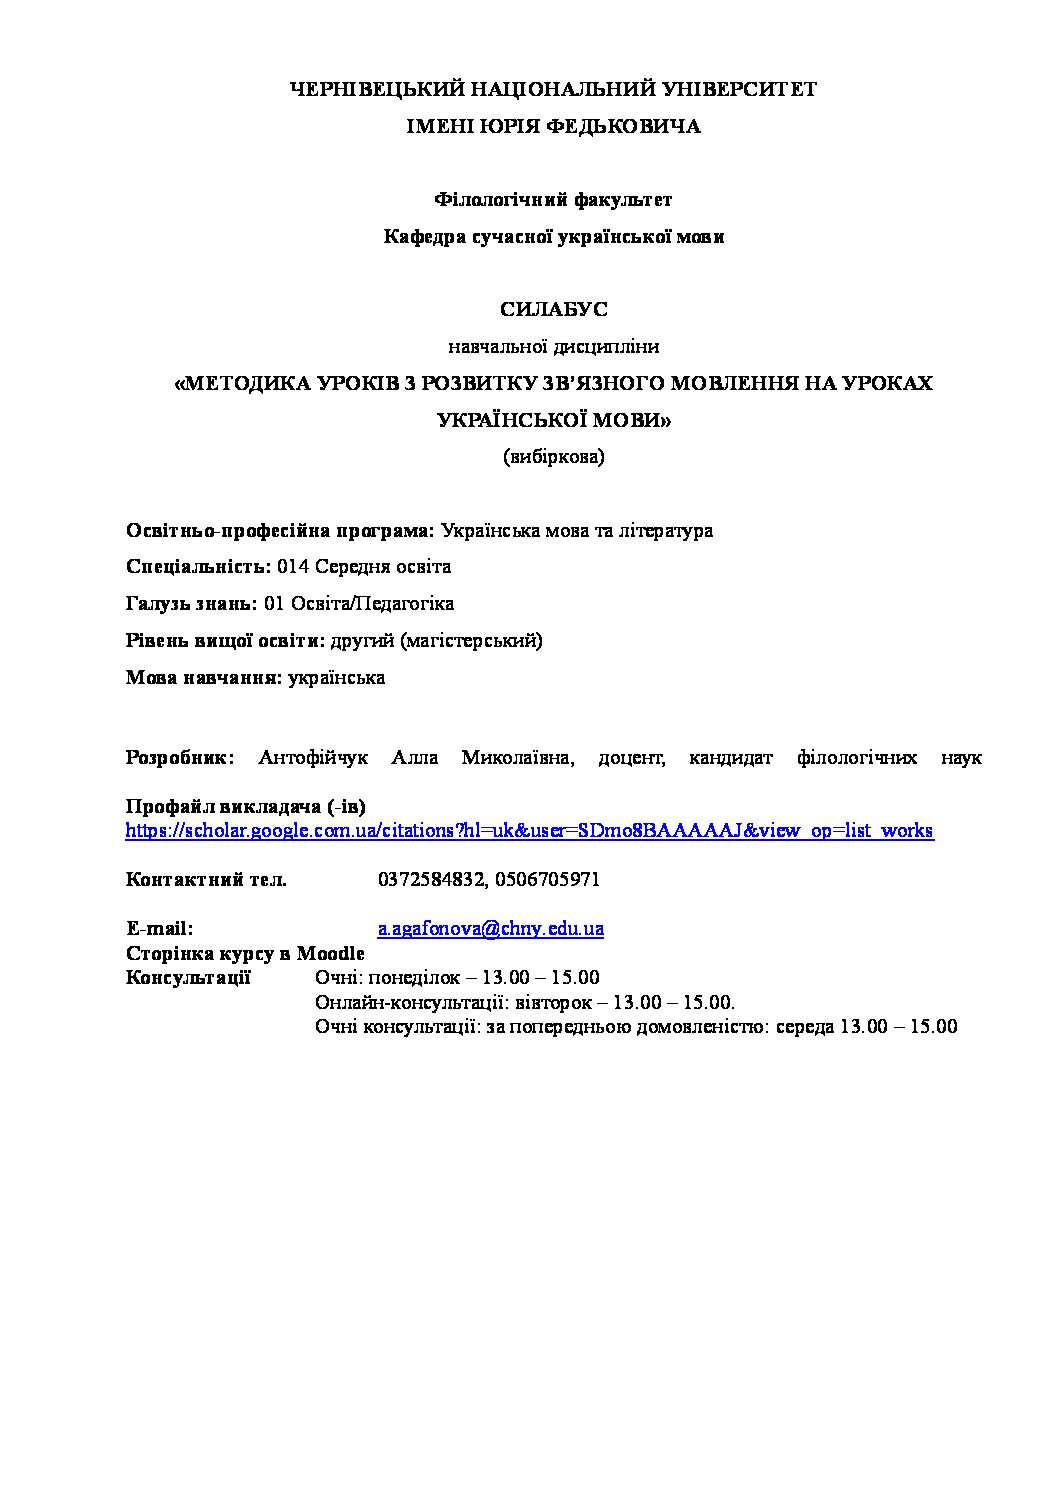 ЧЕРНІВЕЦЬКИЙ НАЦІОНАЛЬНИЙ УНІВЕРСИТЕТ
ІМЕНІ ЮРІЯ ФЕДЬКОВИЧА
Філологічний факультет
Кафедра сучасної української мови
СИЛАБУС
навчальної дисципліни
«МЕТОДИКА УРОКІВ З РОЗВИТКУ ЗВ’ЯЗНОГО МОВЛЕННЯ НА УРОКАХ
УКРАЇНСЬКОЇ МОВИ»
(вибіркова)
Освітньо-професійна програма: Українська мова та література
Спеціальність: 014 Середня освіта
Галузь знань: 01 Освіта/Педагогіка
Рівень вищої освіти: другий (магістерський)
Мова навчання: українська
Розробник: Антофійчук Алла Миколаївна, доцент, кандидат філологічних наук
Профайл викладача (-ів)
https://scholar.google.com.ua/citations?hl=uk&user=SDmo8BAAAAAJ&view_op=list_works
Контактний тел. 0372584832, 0506705971
E-mail: a.agafonova@chny.edu.ua
Сторінка курсу в Moodle
Консультації Очні: понеділок – 13.00 – 15.00
Онлайн-консультації: вівторок – 13.00 – 15.00.
Очні консультації: за попередньою домовленістю: середа 13.00 – 15.00